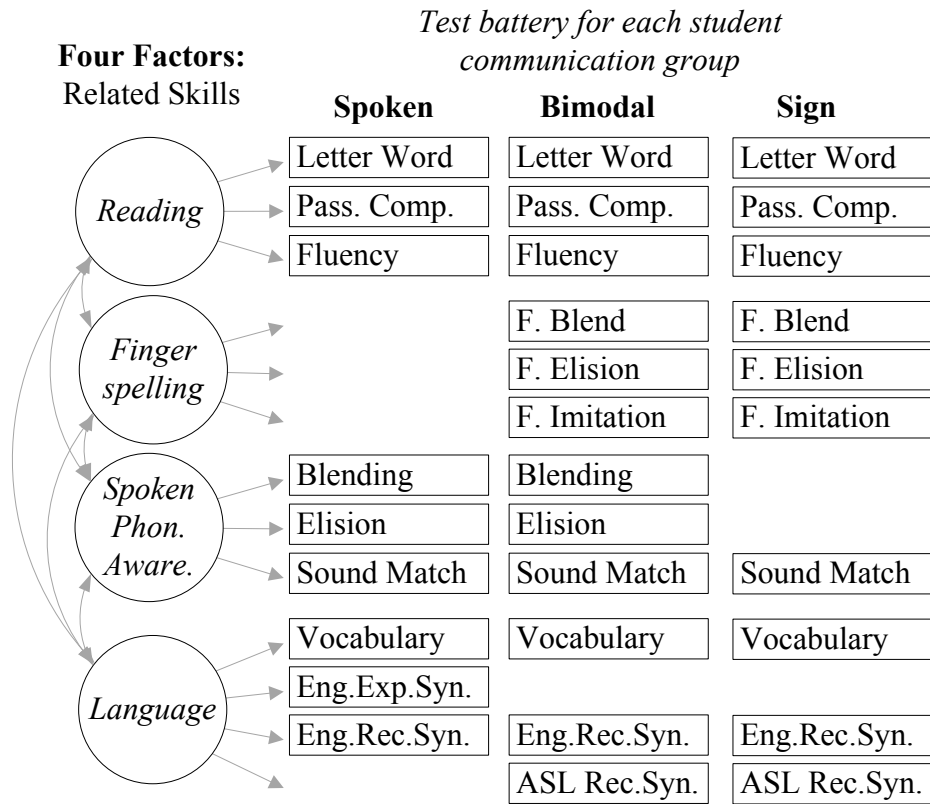 Test battery for each student
communication group
Four Factors:
Related Skills
Spoken Bimodal Sign
Reading
Letter Word Letter Word Letter Word
Pass. Comp. Pass. Comp. Pass. Comp.
Fluency Fluency Fluency
Finger
spelling
F. Blend F. Blend
F. Elision F. Elision
F. Imitation F. Imitation
Spoken
Phon.
Aware.
Blending Blending
Elision Elision
Sound Match Sound Match Sound Match
Language
Vocabulary Vocabulary Vocabulary
Eng.Exp.Syn.
Eng.Rec.Syn. Eng.Rec.Syn. Eng.Rec.Syn.
ASL Rec.Syn. ASL Rec.Syn.